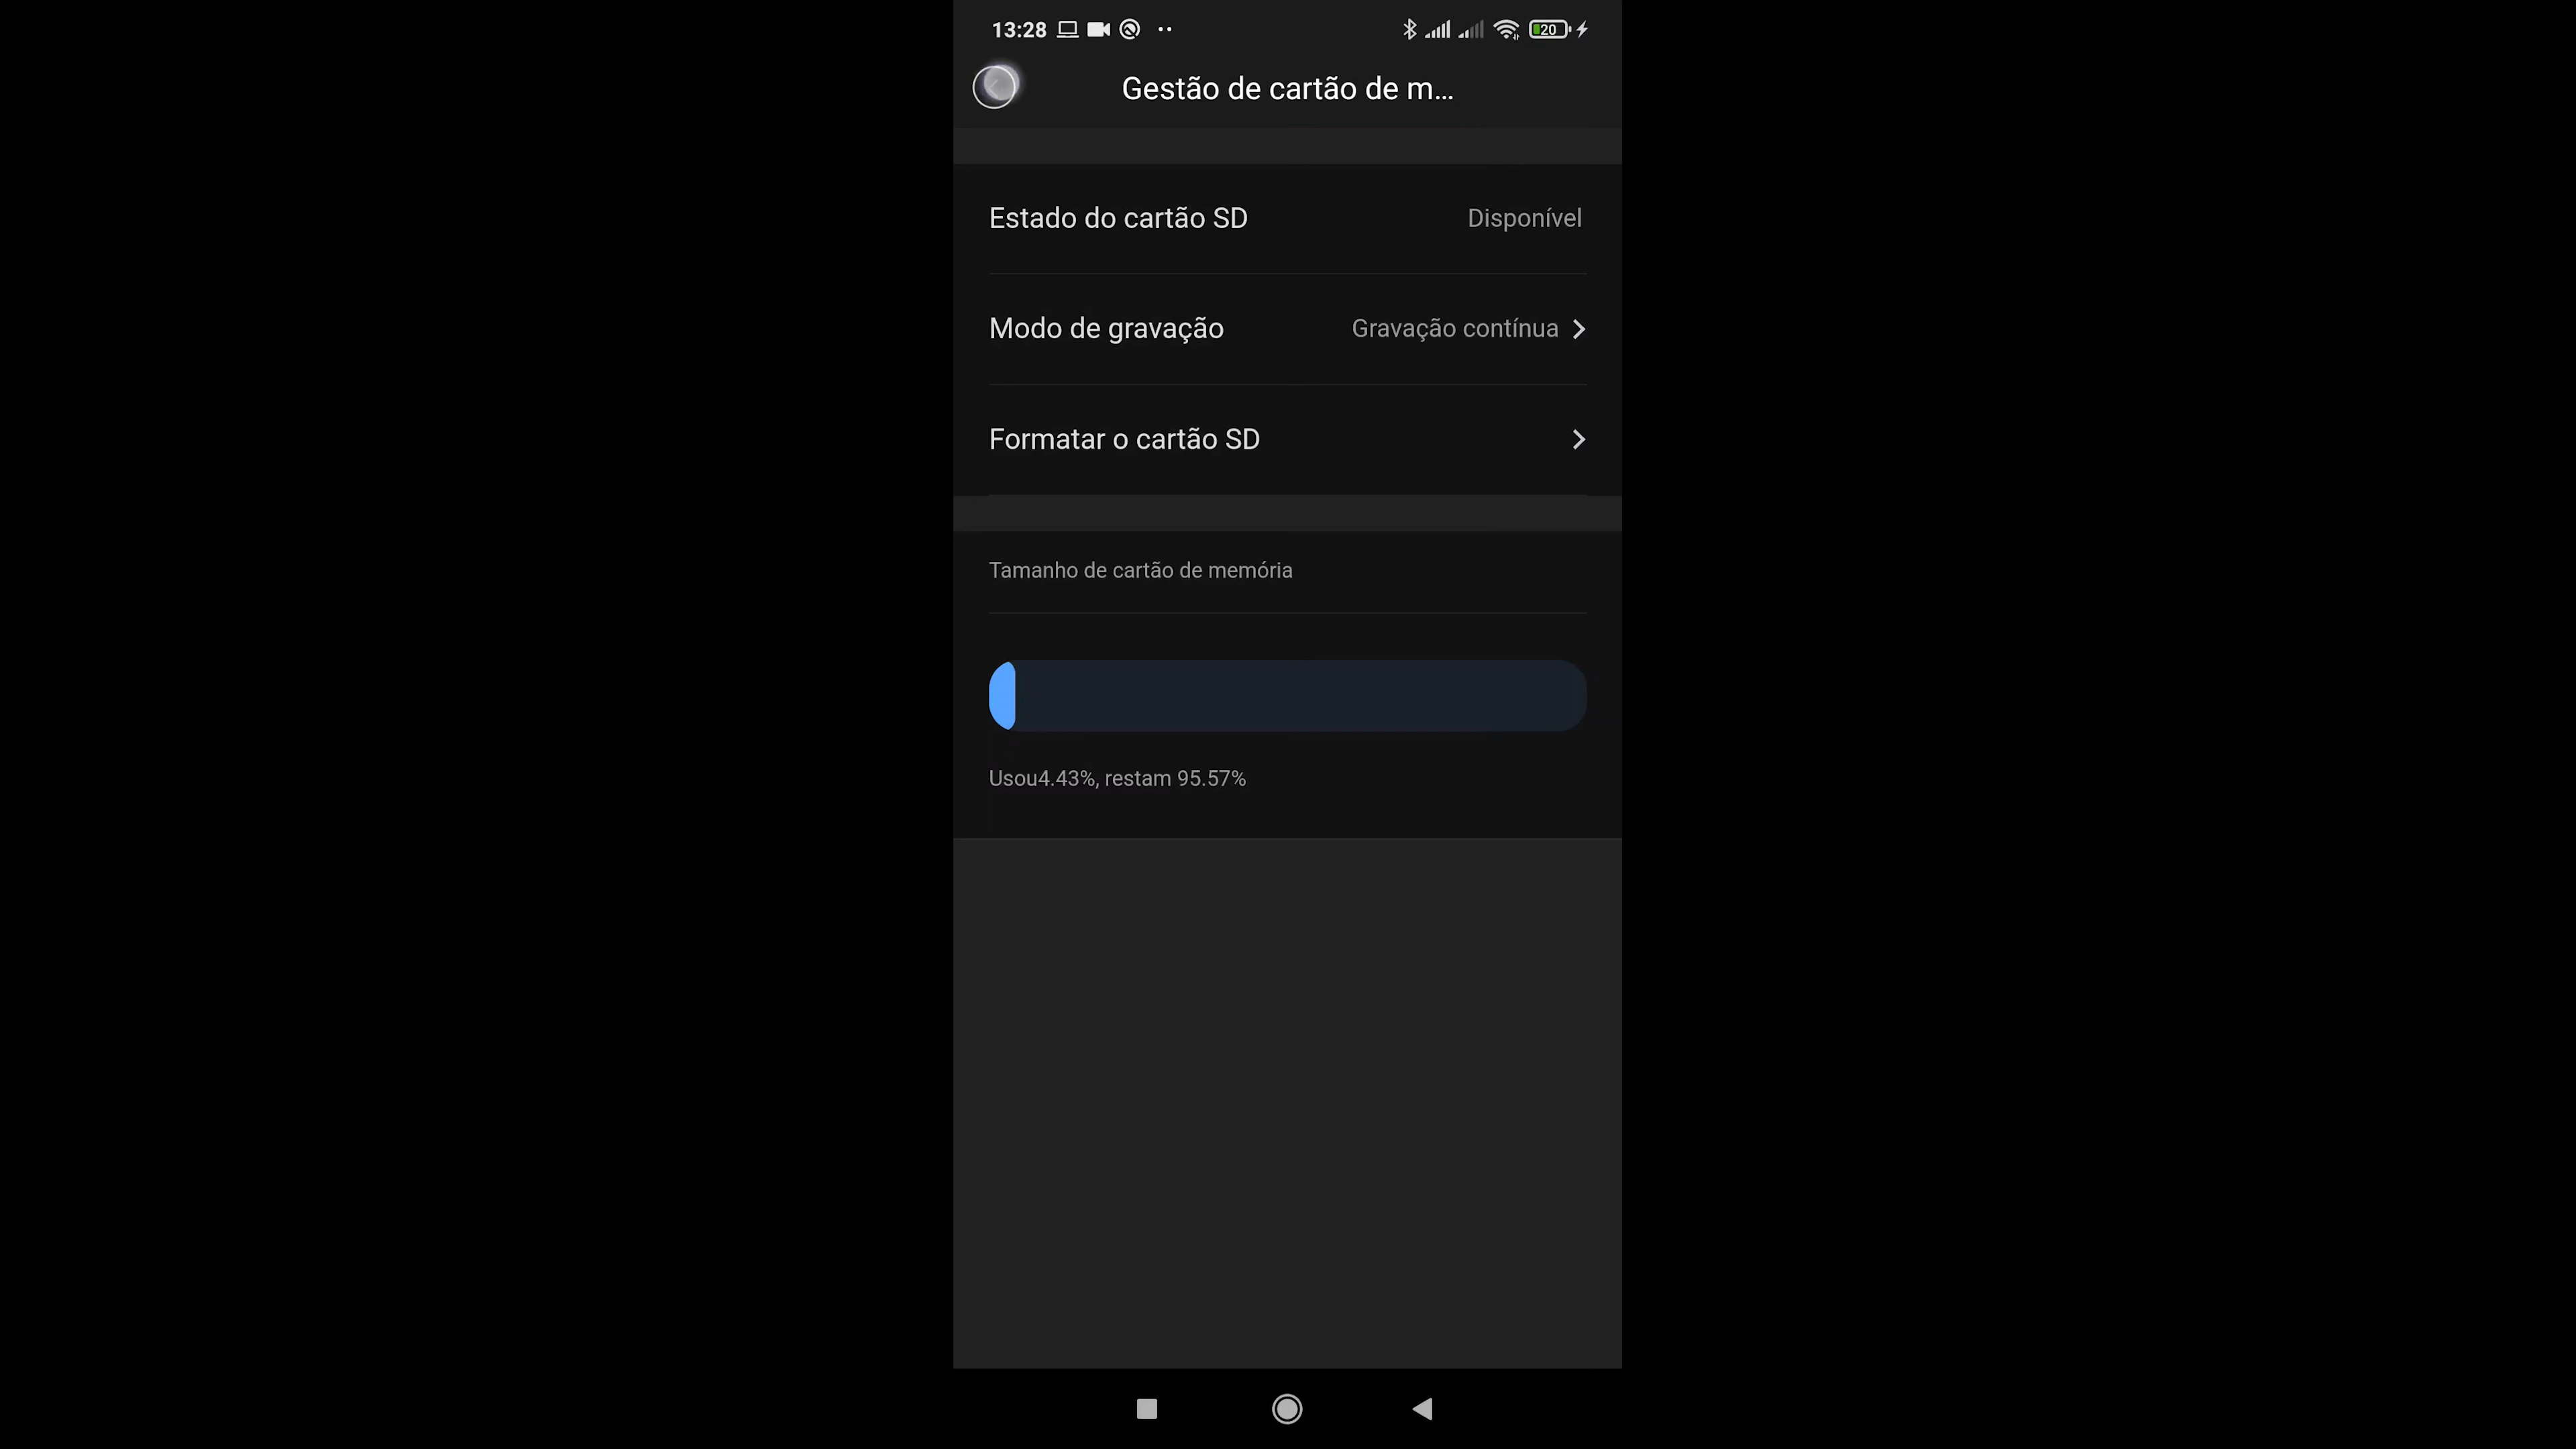 13:28
20
Gestão de cartão de m...
Estado do cartão SD
Disponível
Modo de gravação
Gravação contínua
Formatar o cartão SD
Tamanho de cartão de memória
Usou4.43%, restam 95.57%